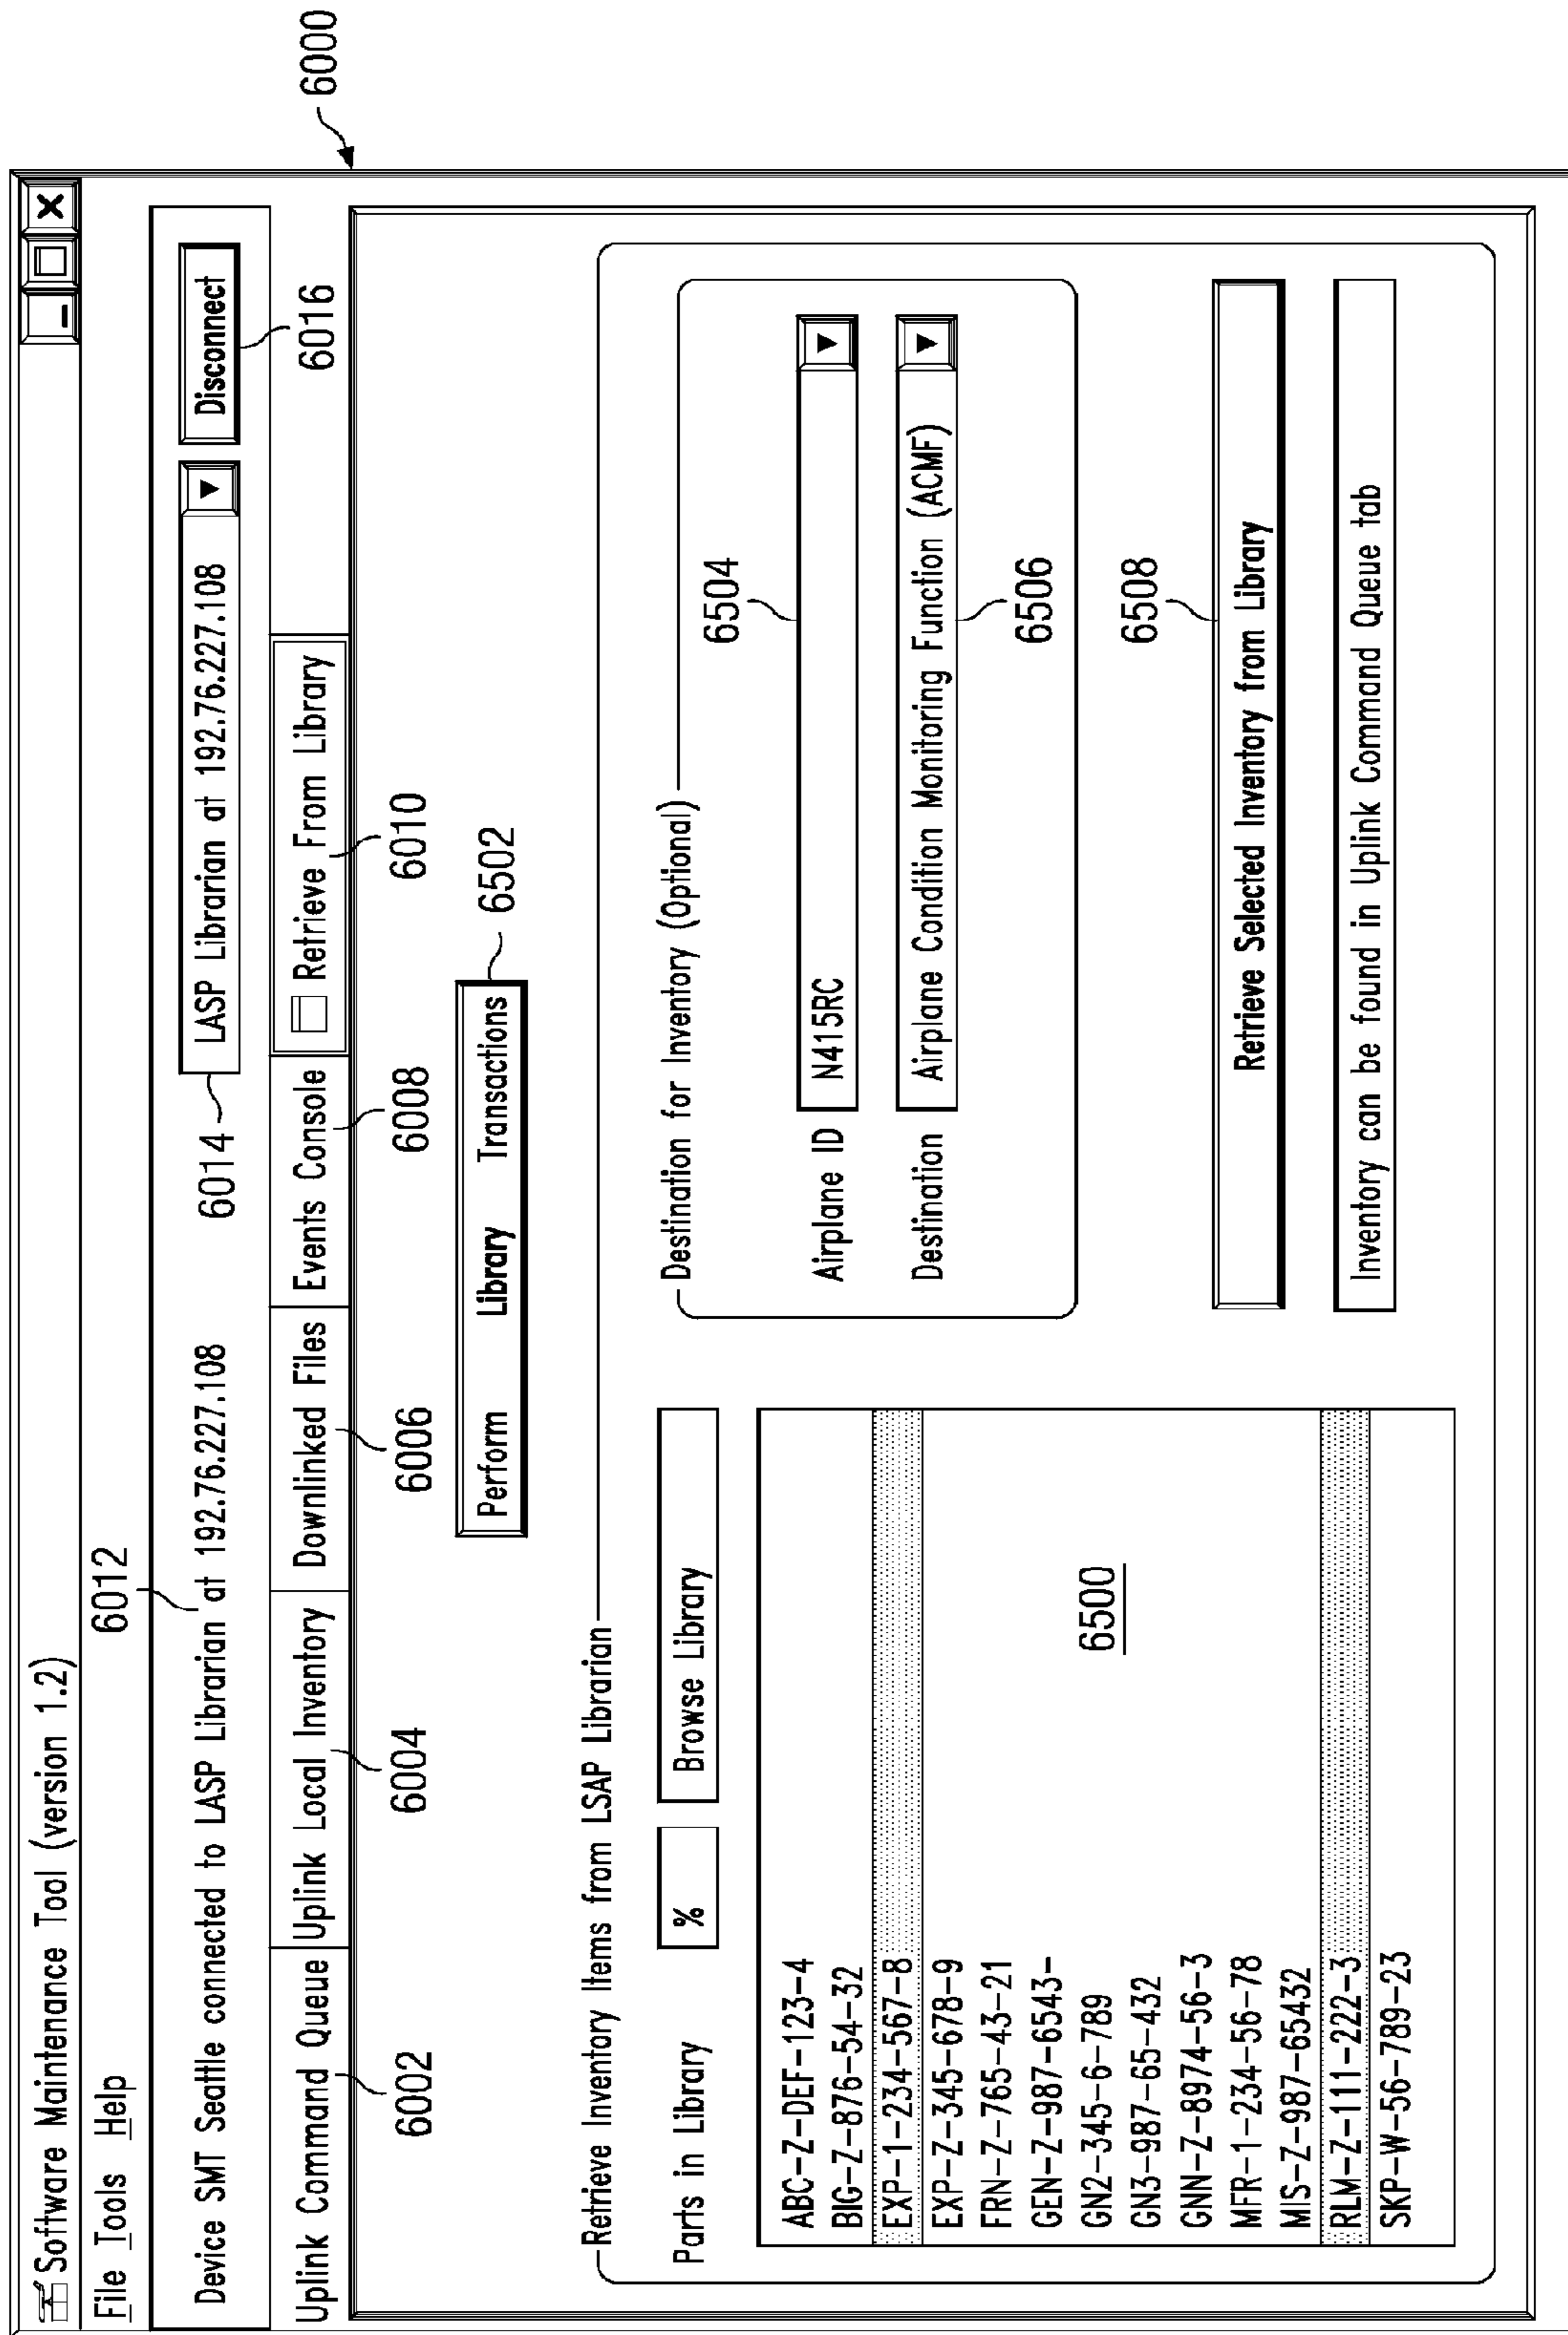 Software Maintenance Tool (version 1.2)
File Tools Help
6012
6000
Device SMT Seattle connected to LASP Librarian at 192.76.227.108
6014
LASP Librarian at 192.76.227.108
Disconnect
6016
Uplink Command Queue
Uplink Local Inventory
Downlinked Files
Events Console
Retrieve From Library
6002
6004
6006
6008
6010
Perform Library Transactions
6502
Retrieve Inventory Items from LSAP Librarian
Parts in Library
%
Browse Library
ABC-Z-DEF-123-4
BIG-Z-876-54-32
EXP-1-234-567-8
EXP-Z-345-678-9
FRN-Z-765-43-21
GEN-Z-987-6543-
GN2-345-6-789
GN3-987-65-432
GNN-Z-8974-56-3
MFR-1-234-56-78
MIS-Z-987-65432
RLM-Z-111-222-3
SKP-W-56-789-23
6500
Destination for Inventory (Optional)
6504
Airplane ID N415RC
Destination Airplane Condition Monitoring Function (ACMF)
6506
6508
Retrieve Selected Inventory from Library
Inventory can be found in Uplink Command Queue tab